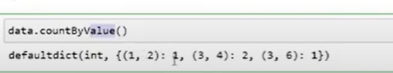 data.countByValue()
defaultdict(int, {(1, 2): 1, (3, 4): 2, (3, 6): 1})